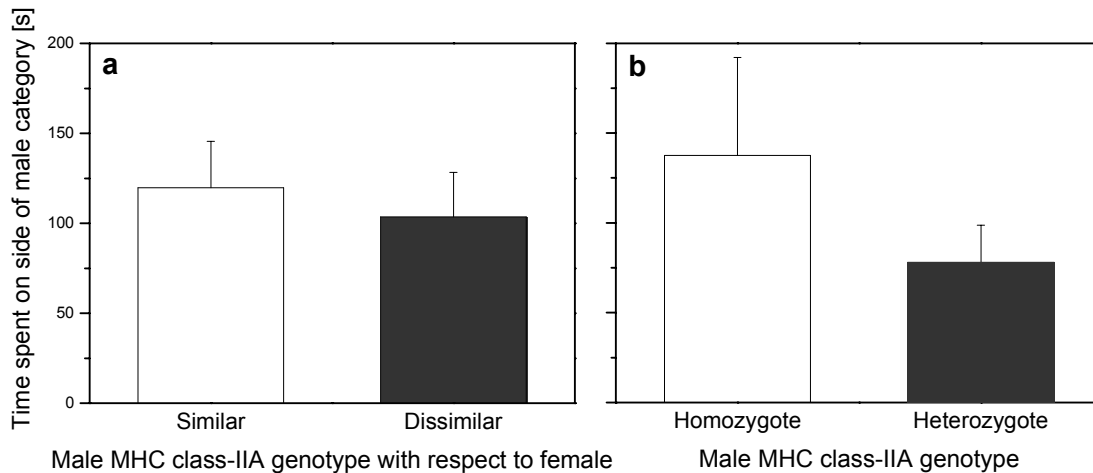 Time spent on side of male category [s]
200
150
100
50
0
a
Similar
Dissimilar
Male MHC class-IIA genotype with respect to female
b
Homozygote
Heterozygote
Male MHC class-IIA genotype